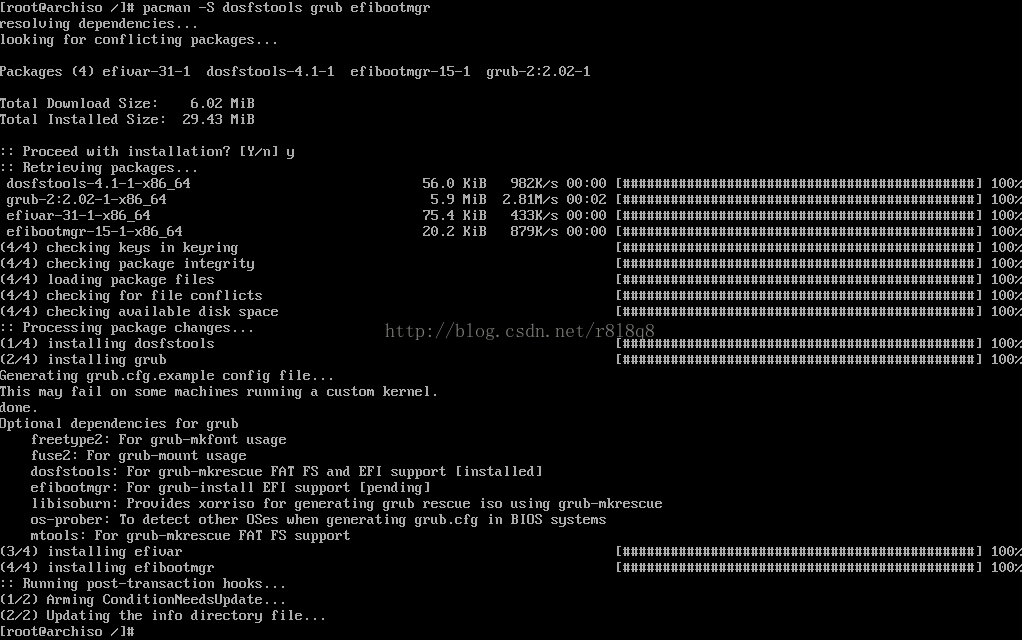 [root@archiso /]# pacman -S dosfstools grub efibootmgr
resolving dependencies...
looking for conflicting packages...
Packages (4) efivar-31-1  dosfstools-4.1-1  efibootmgr-15-1  grub-2:2.02-1
Total Download Size:    6.02 MiB
Total Installed Size:  29.43 MiB
:: Proceed with installation? [Y/n] y
:: Retrieving packages...
dosfstools-4.1-1-x86_64 56.0 KiB 982K/s 00:00 [############################################] 100%
grub-2:2.02-1-x86_64 5.9 MiB 2.81M/s 00:02 [############################################] 100%
efivar-31-1-x86_64 75.4 KiB 433K/s 00:00 [############################################] 100%
efibootmgr-15-1-x86_64 20.2 KiB 879K/s 00:00 [############################################] 100%
(4/4) checking keys in keyring [############################################] 100%
(4/4) checking package integrity [############################################] 100%
(4/4) loading package files [############################################] 100%
(4/4) checking for file conflicts [############################################] 100%
(4/4) checking available disk space [############################################] 100%
:: Processing package changes...
http://blog.csdn.net/r8l8q8
(1/4) installing dosfstools [############################################] 100%
(2/4) installing grub [############################################] 100%
Generating grub.cfg.example config file...
This may fail on some machines running a custom kernel.
done.
Optional dependencies for grub
freetype2: For grub-mkfont usage
fuse2: For grub-mount usage
dosfstools: For grub-mkrescue FAT FS and EFI support [installed]
efibootmgr: For grub-install EFI support [pending]
libisoburn: Provides xorriso for generating grub rescue iso using grub-mkrescue
os-prober: To detect other OSes when generating grub.cfg in BIOS systems
mtools: For grub-mkrescue FAT FS support
(3/4) installing efivar [############################################] 100%
(4/4) installing efibootmgr [############################################] 100%
:: Running post-transaction hooks...
(1/2) Arming ConditionNeedsUpdate...
(2/2) Updating the info directory file...
[root@archiso /]#